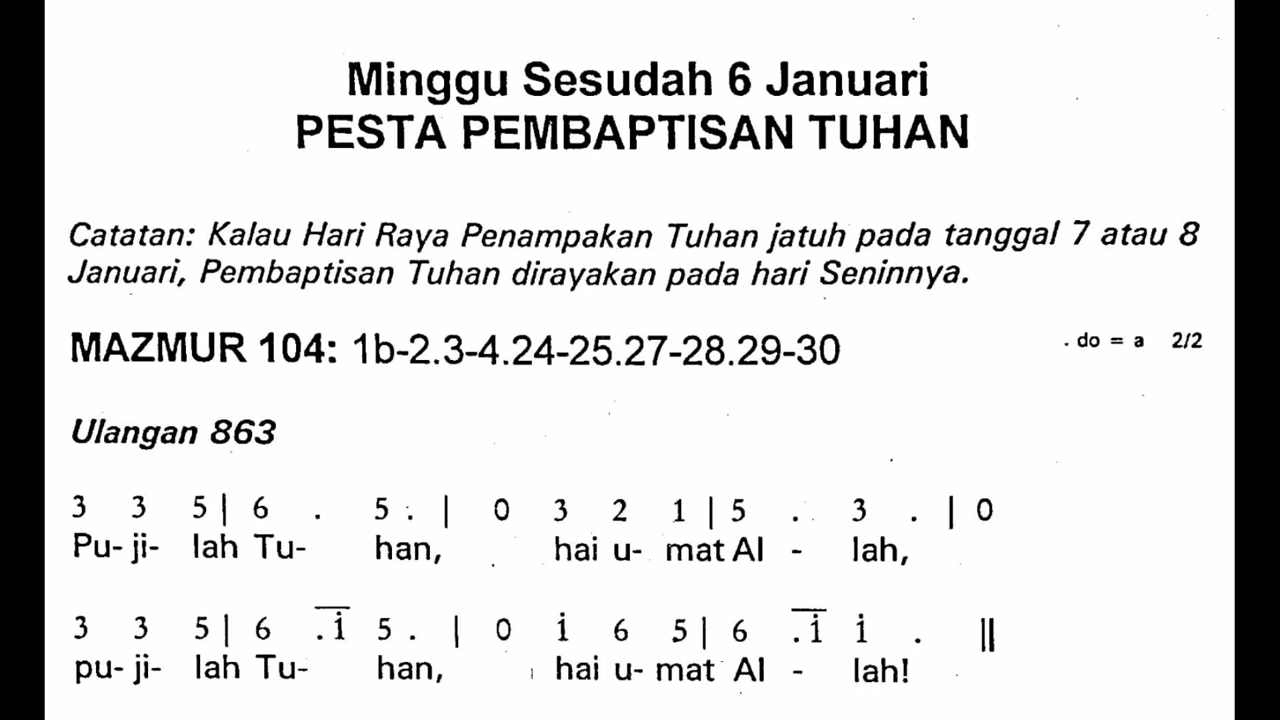 Minggu Sesudah 6 Januari
PESTA PEMBAPTISAN TUHAN
Catatan: Kalau Hari Raya Penampakan Tuhan jatuh pada tanggal 7 atau 8
Januari, Pembaptisan Tuhan dirayakan pada hari Seninnya.
MAZMUR 104: 1b-2.3-4.24-25.27-28.29-30 do = a 2/2
Ulangan 863
3 3 5 | 6 . 5 . | 0 3 2 1 | 5 . 3 . | 0
Pu- ji- lah Tu- han, hai u- mat Al - lah,
3 3 5 | 6 .i̇ 5 . | 0 i̇ 6 5 | 6 .i̇ i̇ . ||
pu- ji- lah Tu- han, hai u- mat Al - lah!